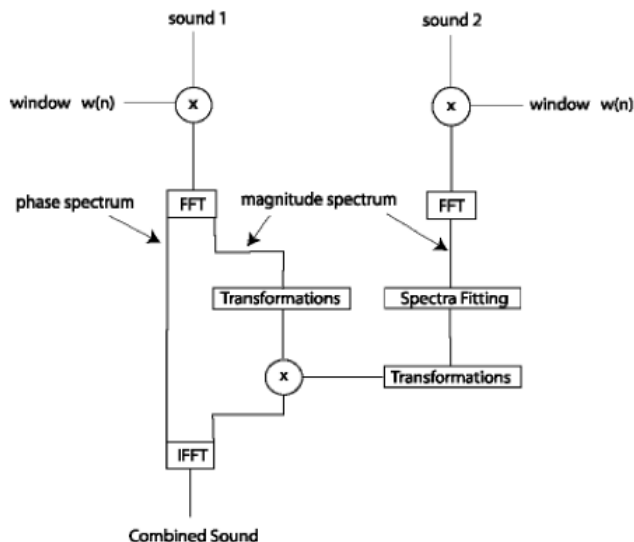 sound 1
sound 2
window w(n)
x
x
window w(n)
phase spectrum
FFT
magnitude spectrum
FFT
Transformations
Spectra Fitting
x
Transformations
IFFT
Combined Sound